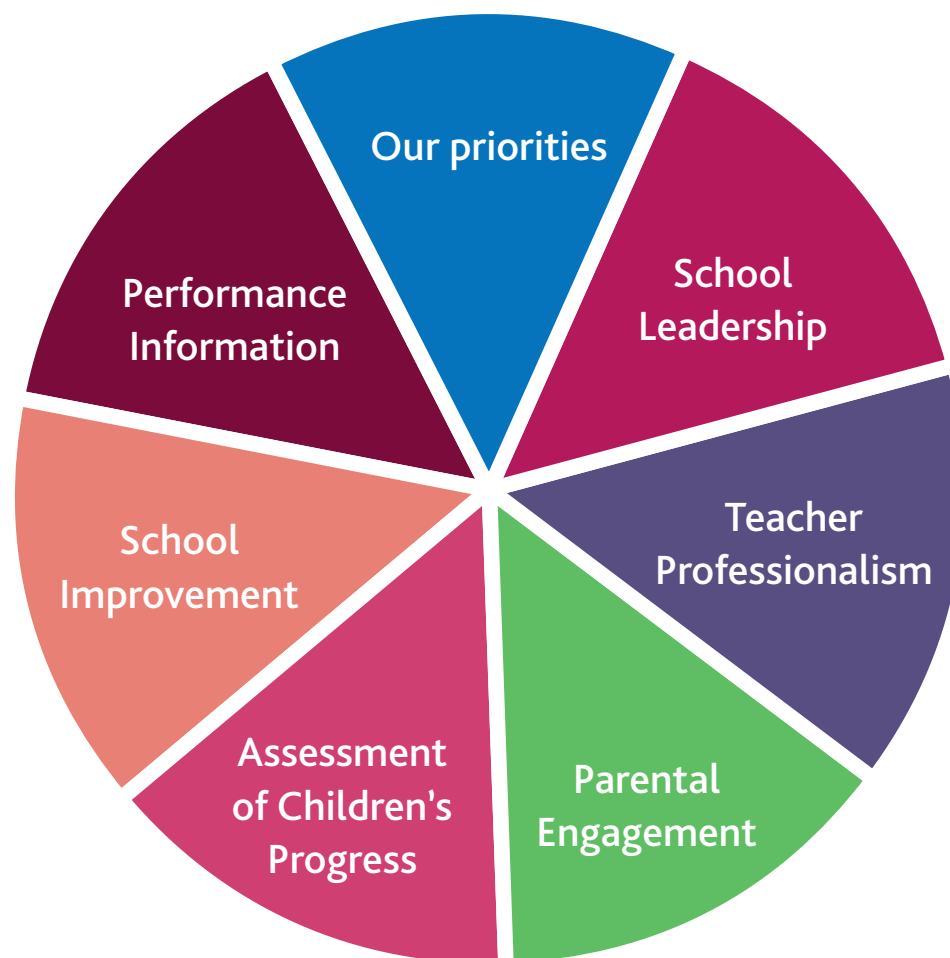 Our priorities
School
Leadership
Teacher
Professionalism
Parental
Engagement
Assessment
of Children’s
Progress
School
Improvement
Performance
Information